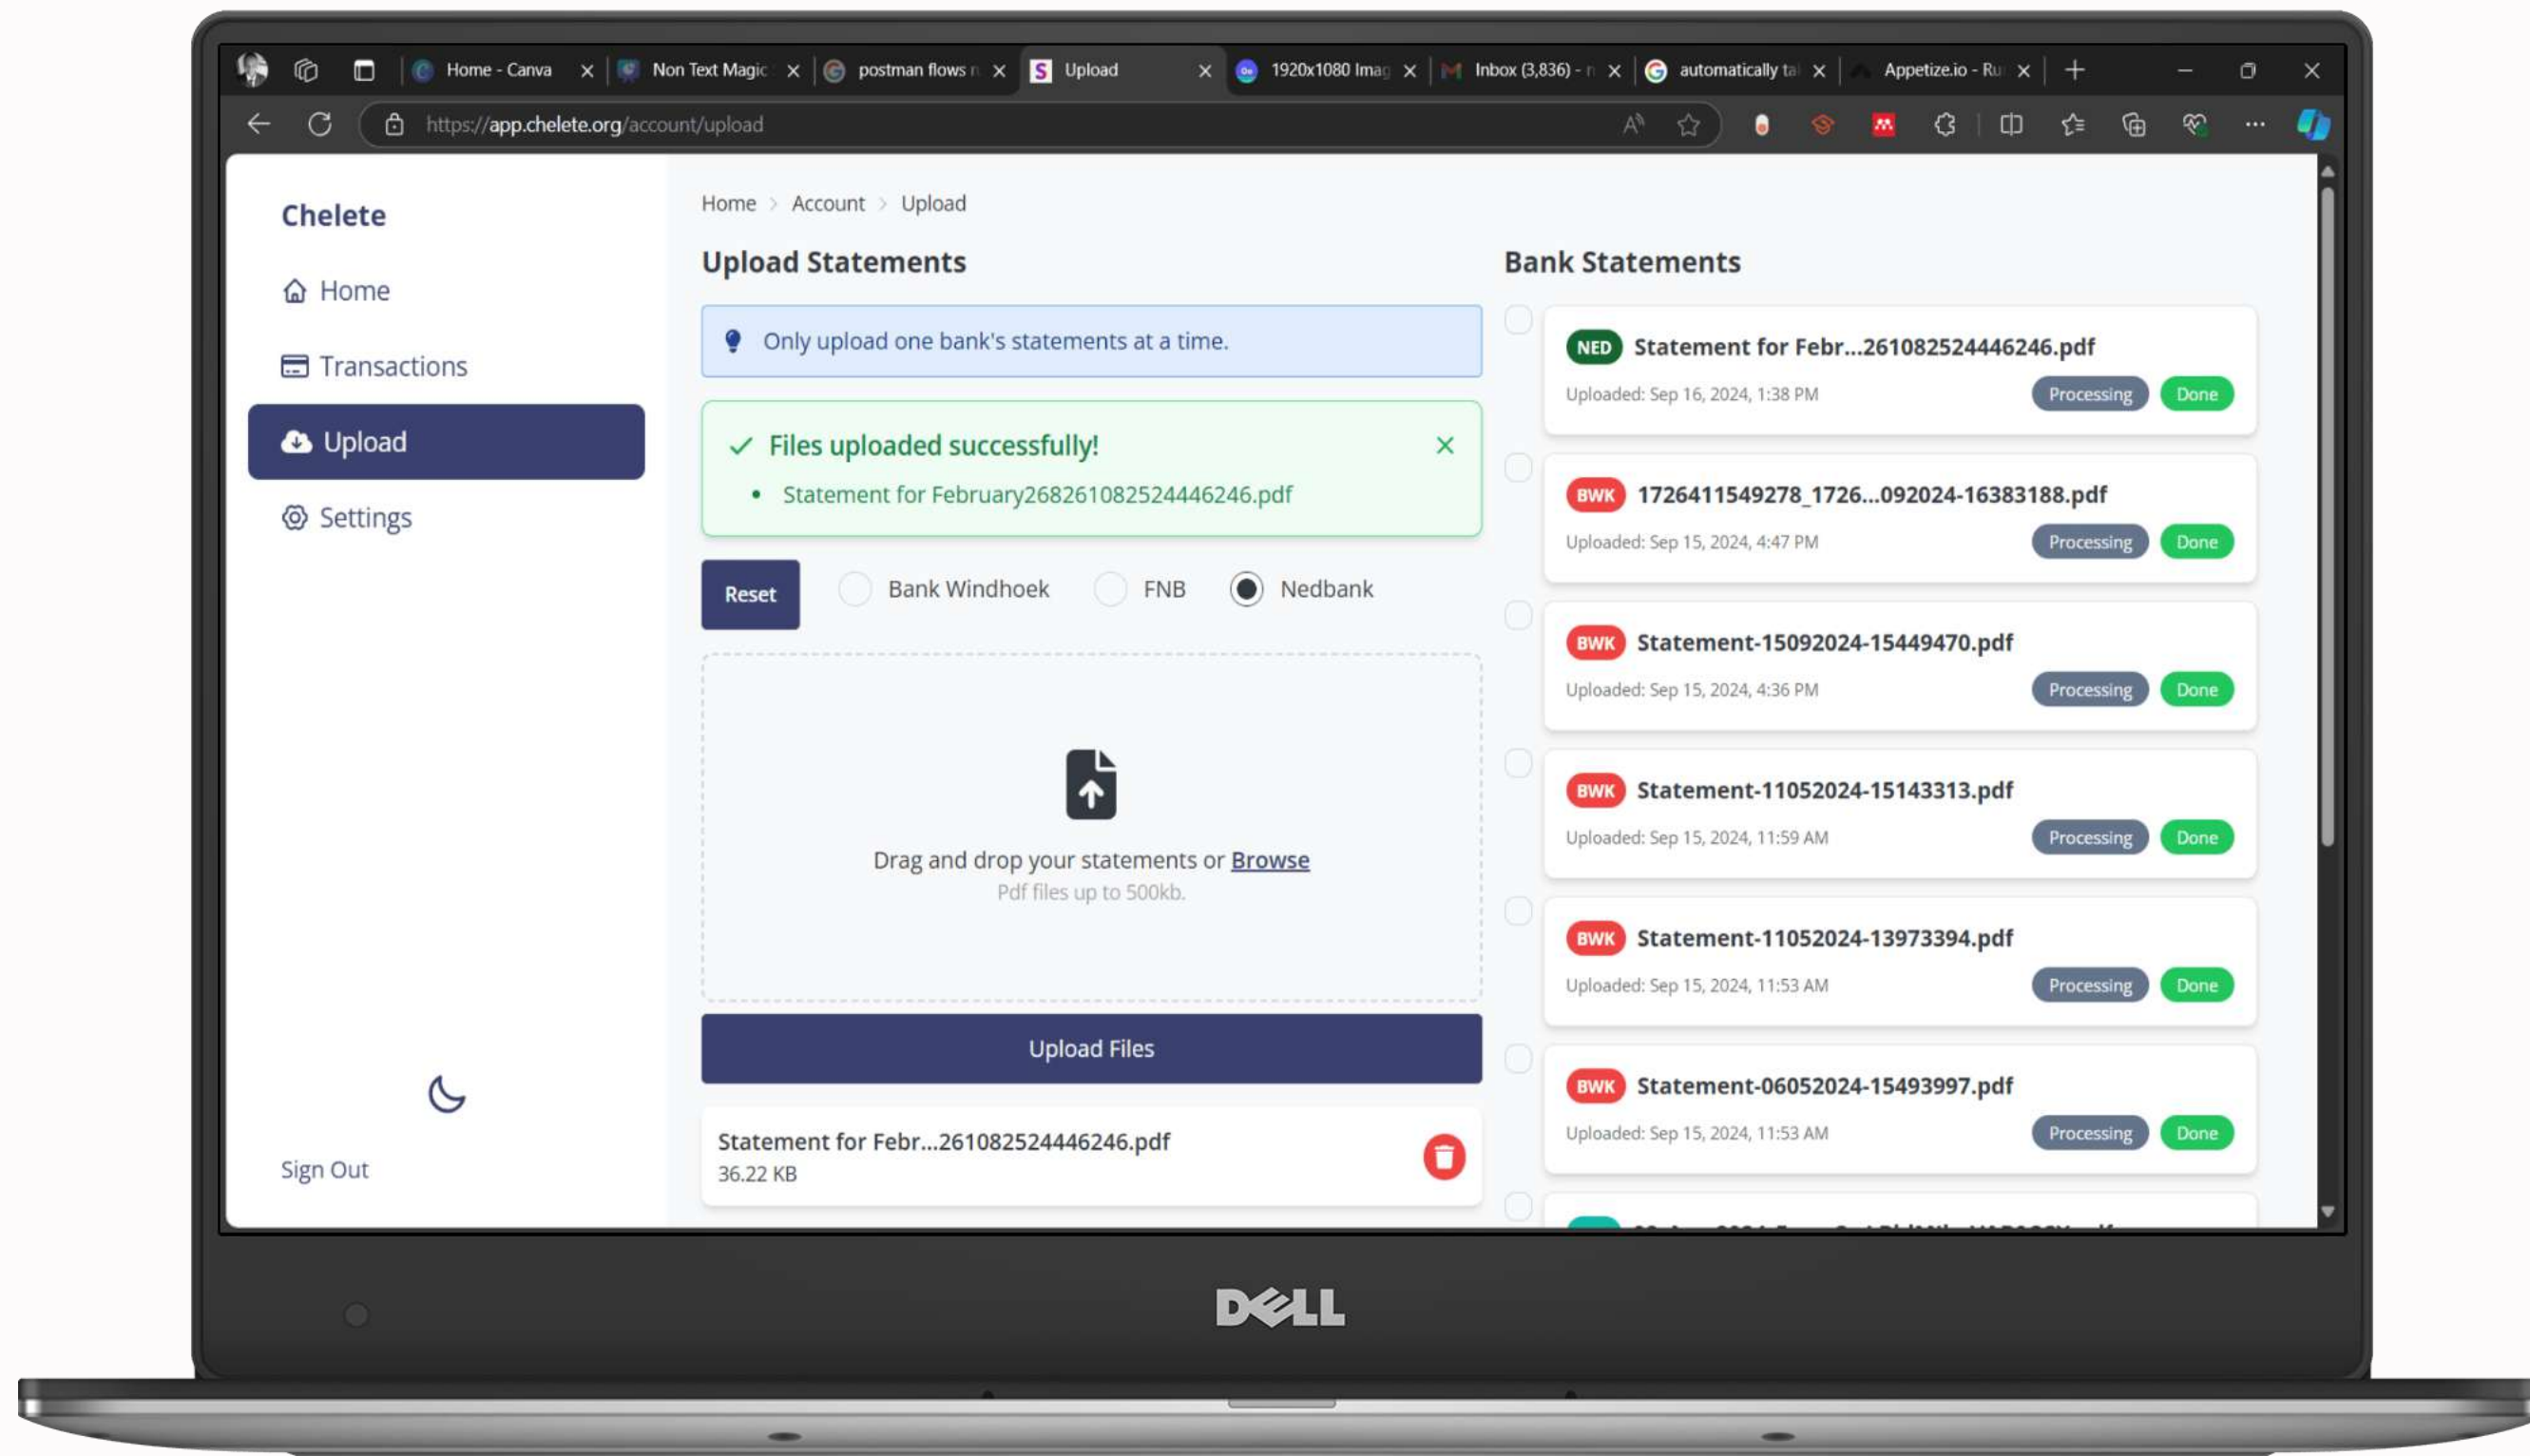 Home - Canva
Non Text Magic
postman flows n
Upload
1920x1080 Imag
Inbox (3,836) - n
automatically ta
Appetize.io - Ru
https://app.chelete.org/account/upload
Chelete
Home
Transactions
Upload
Settings
Sign Out
Home > Account > Upload
Upload Statements
Only upload one bank's statements at a time.
Files uploaded successfully!
• Statement for February268261082524446246.pdf
Reset
Bank Windhoek
FNB
Nedbank
Drag and drop your statements or Browse
Pdf files up to 500kb.
Upload Files
Statement for Febr...261082524446246.pdf
36.22 KB
Bank Statements
NED Statement for Febr...261082524446246.pdf
Uploaded: Sep 16, 2024, 1:38 PM Processing Done
BWK 1726411549278_1726...092024-16383188.pdf
Uploaded: Sep 15, 2024, 4:47 PM Processing Done
BWK Statement-15092024-15449470.pdf
Uploaded: Sep 15, 2024, 4:36 PM Processing Done
BWK Statement-11052024-15143313.pdf
Uploaded: Sep 15, 2024, 11:59 AM Processing Done
BWK Statement-11052024-13973394.pdf
Uploaded: Sep 15, 2024, 11:53 AM Processing Done
BWK Statement-06052024-15493997.pdf
Uploaded: Sep 15, 2024, 11:53 AM Processing Done
DELL